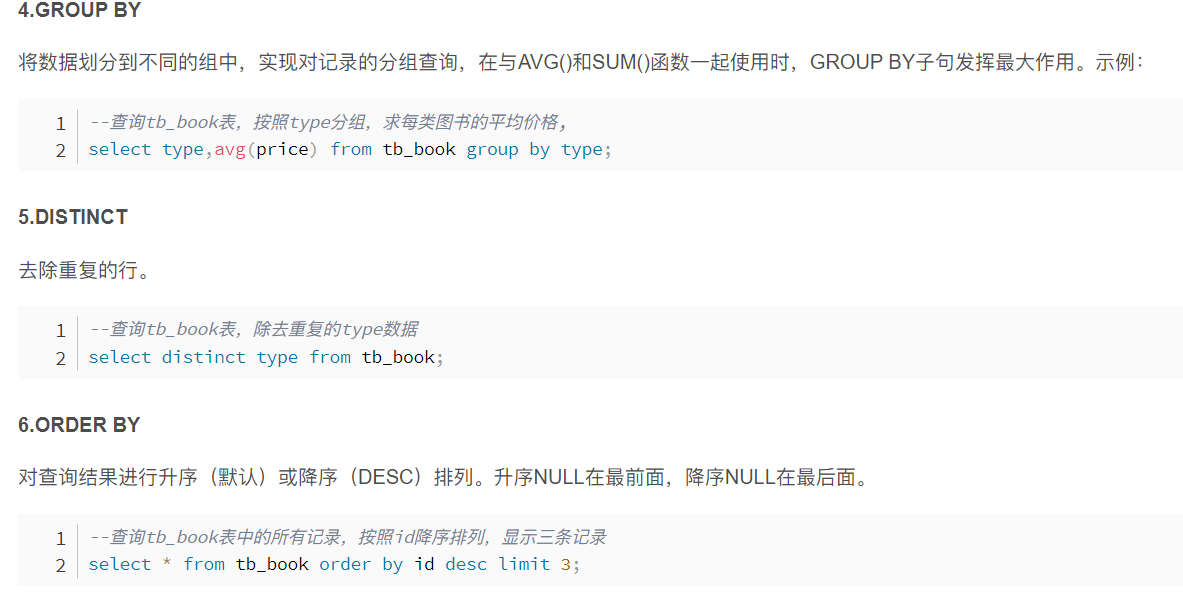 4.GROUP BY
将数据划分到不同的组中，实现对记录的分组查询，在与AVG()和SUM()函数一起使用时，GROUP BY子句发挥最大作用。示例：
1 --查询tb_book表，按照type分组，求每类图书的平均价格，
2 select type,avg(price) from tb_book group by type;
5.DISTINCT
去除重复的行。
1 --查询tb_book表，除去重复的type数据
2 select distinct type from tb_book;
6.ORDER BY
对查询结果进行升序（默认）或降序（DESC）排列。升序NULL在最前面，降序NULL在最后面。
1 --查询tb_book表中的所有记录，按照id降序排列，显示三条记录
2 select * from tb_book order by id desc limit 3;